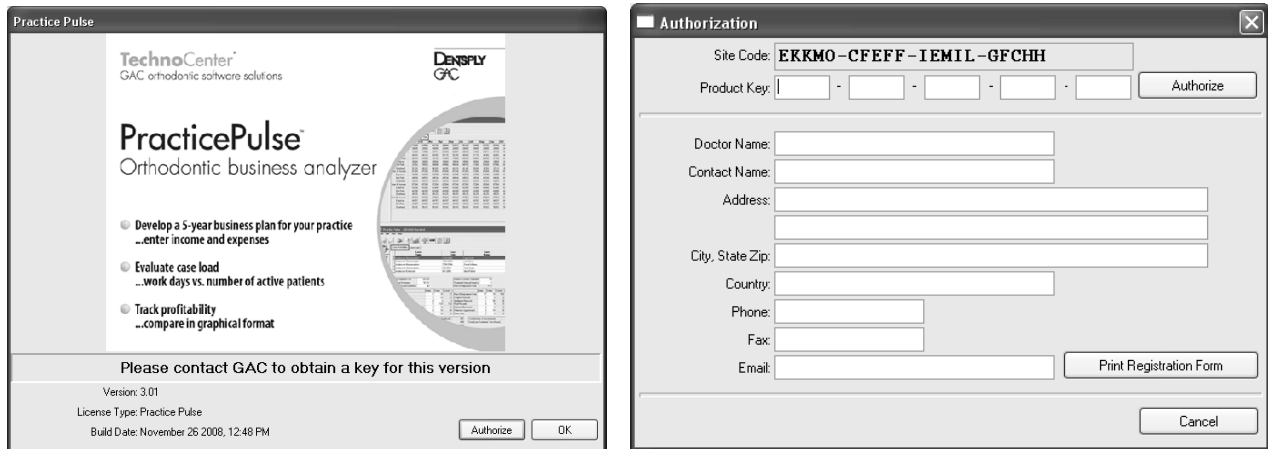 Practice Pulse
TechnoCenter™
GAC orthodontic software solutions
DENTSPLY
GAC
PracticePulse™
Orthodontic business analyzer
Develop a 5-year business plan for your practice
...enter income and expenses
Evaluate case load
...work days vs. number of active patients
Track profitability
...compare in graphical format
Please contact GAC to obtain a key for this version
Version: 3.01
License Type: Practice Pulse
Build Date: November 26 2008, 12:48 PM
Authorize
OK
Authorization
Site Code: EKKMO-CFEFF-IEMIL-GFCHH
Product Key: - - - - Authorize
Doctor Name:
Contact Name:
Address:
City, State Zip:
Country:
Phone:
Fax:
Email:
Print Registration Form
Cancel